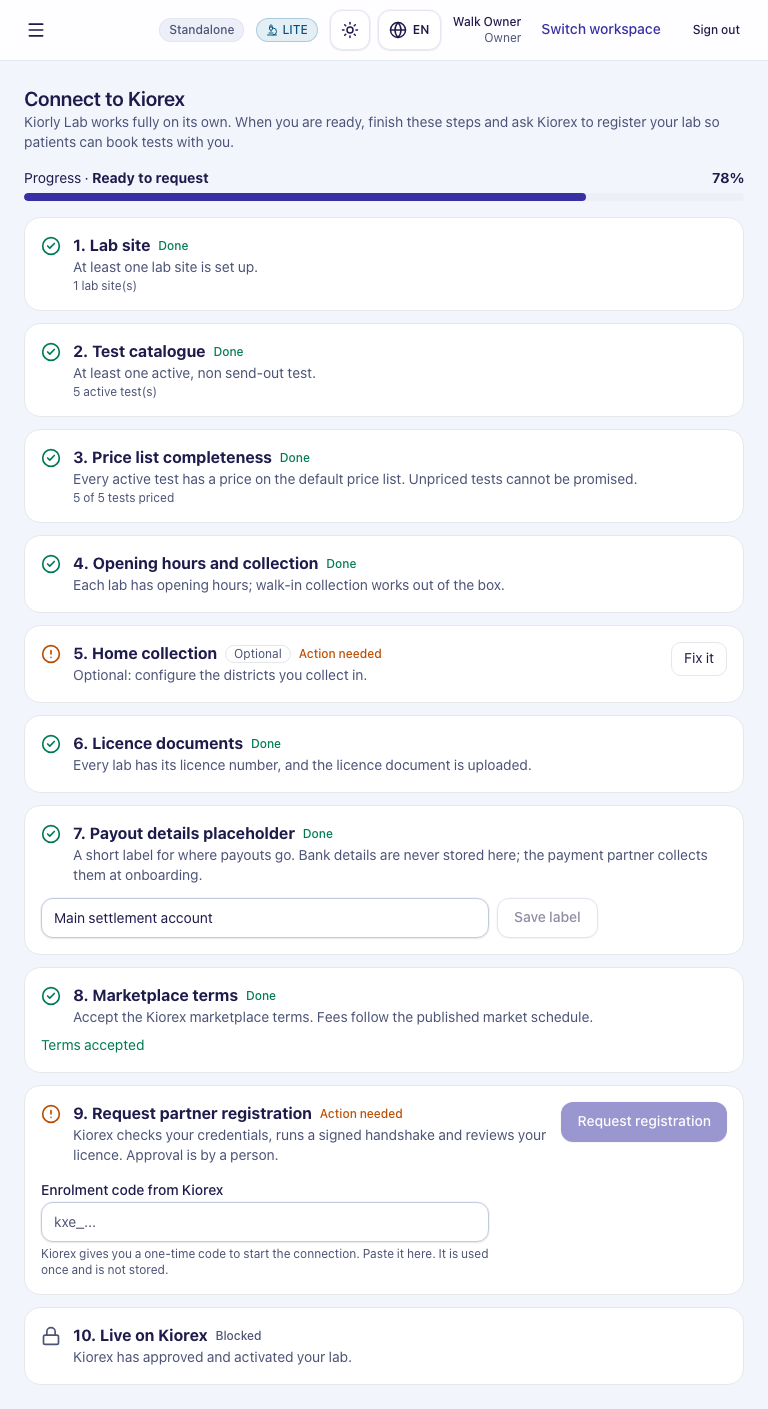 Standalone
LITE
EN
Walk Owner
Owner
Switch workspace
Sign out
Connect to Kiorex
Kiorly Lab works fully on its own. When you are ready, finish these steps and ask Kiorex to register your lab so
patients can book tests with you.
Progress · Ready to request
78%
1. Lab site Done
At least one lab site is set up.
1 lab site(s)
2. Test catalogue Done
At least one active, non send-out test.
5 active test(s)
3. Price list completeness Done
Every active test has a price on the default price list. Unpriced tests cannot be promised.
5 of 5 tests priced
4. Opening hours and collection Done
Each lab has opening hours; walk-in collection works out of the box.
5. Home collection Optional Action needed
Fix it
Optional: configure the districts you collect in.
6. Licence documents Done
Every lab has its licence number, and the licence document is uploaded.
7. Payout details placeholder Done
A short label for where payouts go. Bank details are never stored here; the payment partner collects
them at onboarding.
Main settlement account
Save label
8. Marketplace terms Done
Accept the Kiorex marketplace terms. Fees follow the published market schedule.
Terms accepted
9. Request partner registration Action needed
Request registration
Kiorex checks your credentials, runs a signed handshake and reviews your
licence. Approval is by a person.
Enrolment code from Kiorex
kxe_...
Kiorex gives you a one-time code to start the connection. Paste it here. It is used
once and is not stored.
10. Live on Kiorex Blocked
Kiorex has approved and activated your lab.